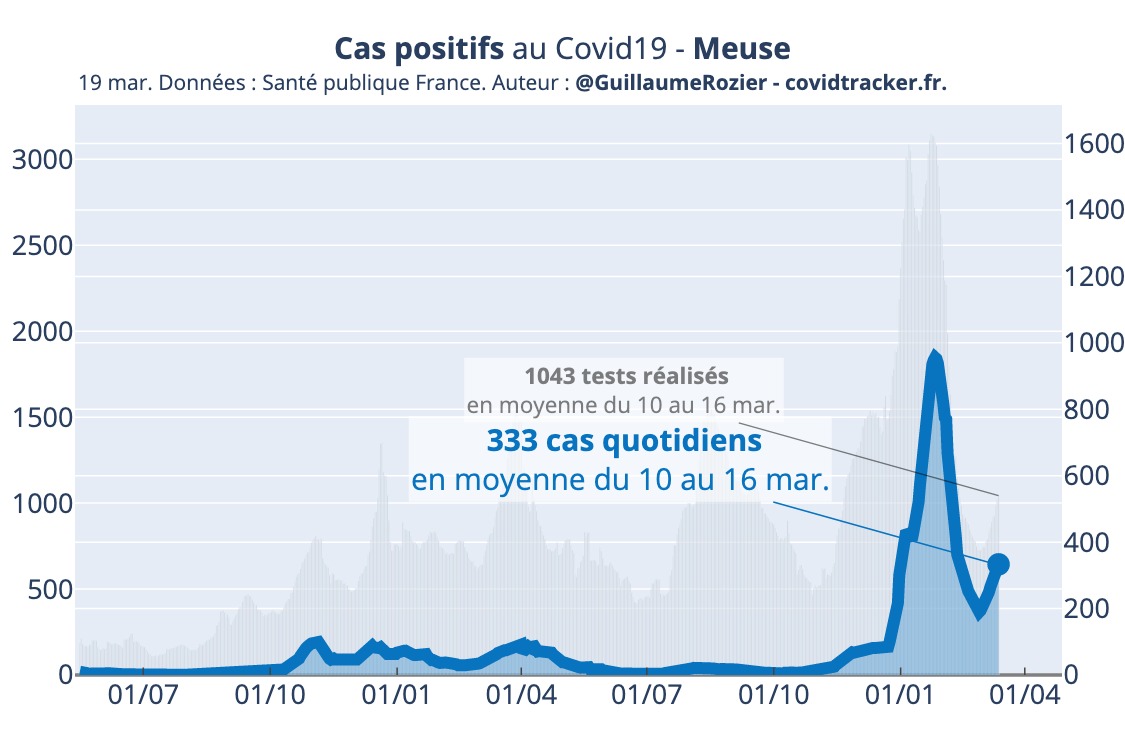 Cas positifs au Covid19 - Meuse
19 mar. Données : Santé publique France. Auteur : @GuillaumeRozier - covidtracker.fr.
3000
2500
2000
1500
1000
500
0
1600
1400
1200
1000
800
600
400
200
0
1043 tests réalisés
en moyenne du 10 au 16 mar.
333 cas quotidiens
en moyenne du 10 au 16 mar.
01/07 01/10 01/01 01/04 01/07 01/10 01/01 01/04